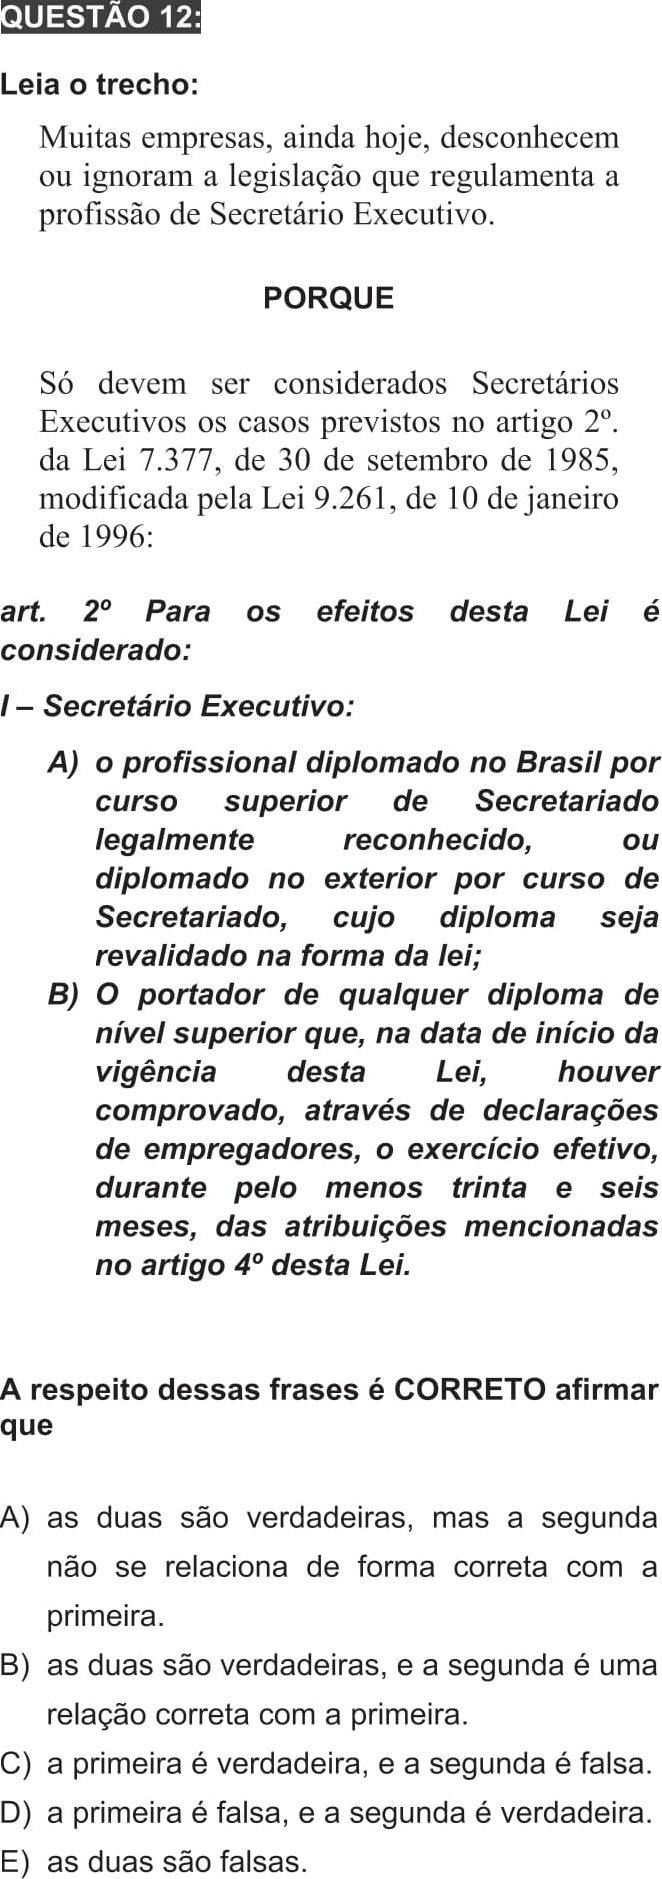 QUESTÃO 12:
Leia o trecho:
Muitas empresas, ainda hoje, desconhecem
ou ignoram a legislação que regulamenta a
profissão de Secretário Executivo.
PORQUE
Só devem ser considerados Secretários
Executivos os casos previstos no artigo 2º.
da Lei 7.377, de 30 de setembro de 1985,
modificada pela Lei 9.261, de 10 de janeiro
de 1996:
art. 2º Para os efeitos desta Lei é
considerado:
I – Secretário Executivo:
A) o profissional diplomado no Brasil por
curso superior de Secretariado
legalmente reconhecido, ou
diplomado no exterior por curso de
Secretariado, cujo diploma seja
revalidado na forma da lei;
B) O portador de qualquer diploma de
nível superior que, na data de início da
vigência desta Lei, houver
comprovado, através de declarações
de empregadores, o exercício efetivo,
durante pelo menos trinta e seis
meses, das atribuições mencionadas
no artigo 4º desta Lei.
A respeito dessas frases é CORRETO afirmar
que
A) as duas são verdadeiras, mas a segunda
não se relaciona de forma correta com a
primeira.
B) as duas são verdadeiras, e a segunda é uma
relação correta com a primeira.
C) a primeira é verdadeira, e a segunda é falsa.
D) a primeira é falsa, e a segunda é verdadeira.
E) as duas são falsas.